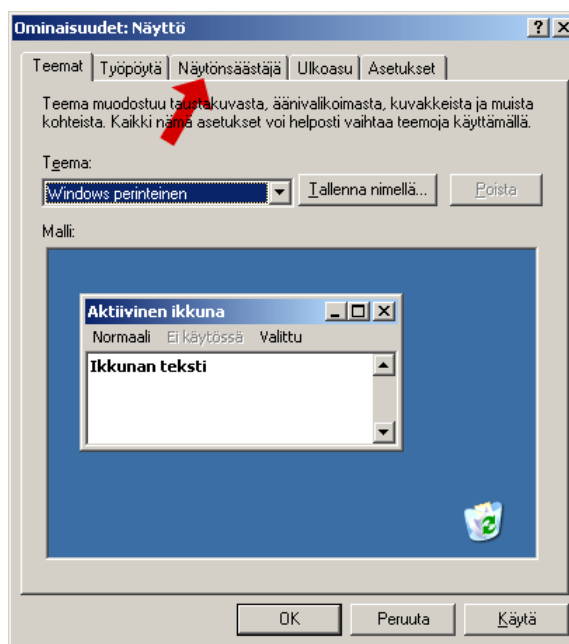 Ominaisuudet: Näyttö
Teemat Työpöytä Näytönsäästäjä Ulkoasu Asetukset
Teema muodostuu taustakuvasta, äänivalikoimasta, kuvakkeista ja muista
kohteista. Kaikki nämä asetukset voi helposti vaihtaa teemoja käyttämällä.
Teema:
Windows perinteinen Tallenna nimellä... Poista
Malli:
Aktiivinen ikkuna
Normaali Ei käytössä Valittu
Ikkunan teksti
OK Peruuta Käytä